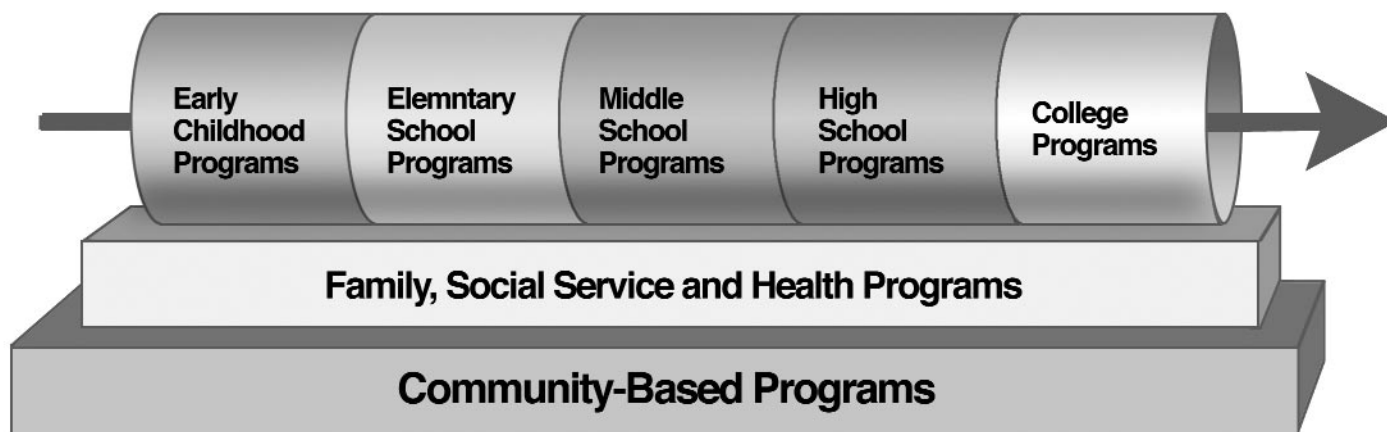 Early
Childhood
Programs
Elemntary
School
Programs
Middle
School
Programs
High
School
Programs
College
Programs
Family, Social Service and Health Programs
Community-Based Programs